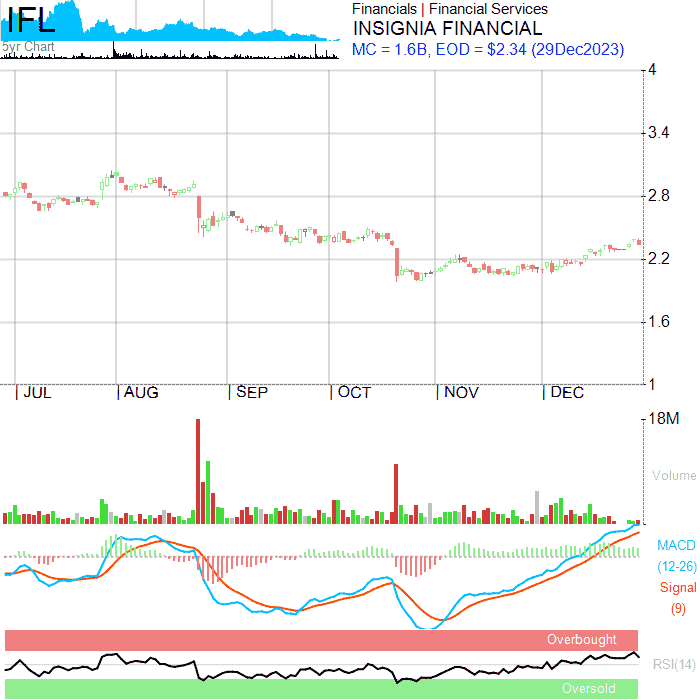 IFL
5yr Chart
Financials | Financial Services
INSIGNIA FINANCIAL
MC = 1.6B, EOD = $2.34 (29Dec2023)
4
3.4
2.8
2.2
1.6
1
JUL AUG SEP OCT NOV DEC
18M
Volume
MACD
(12-26)
Signal
(9)
Overbought
RSI(14)
Oversold